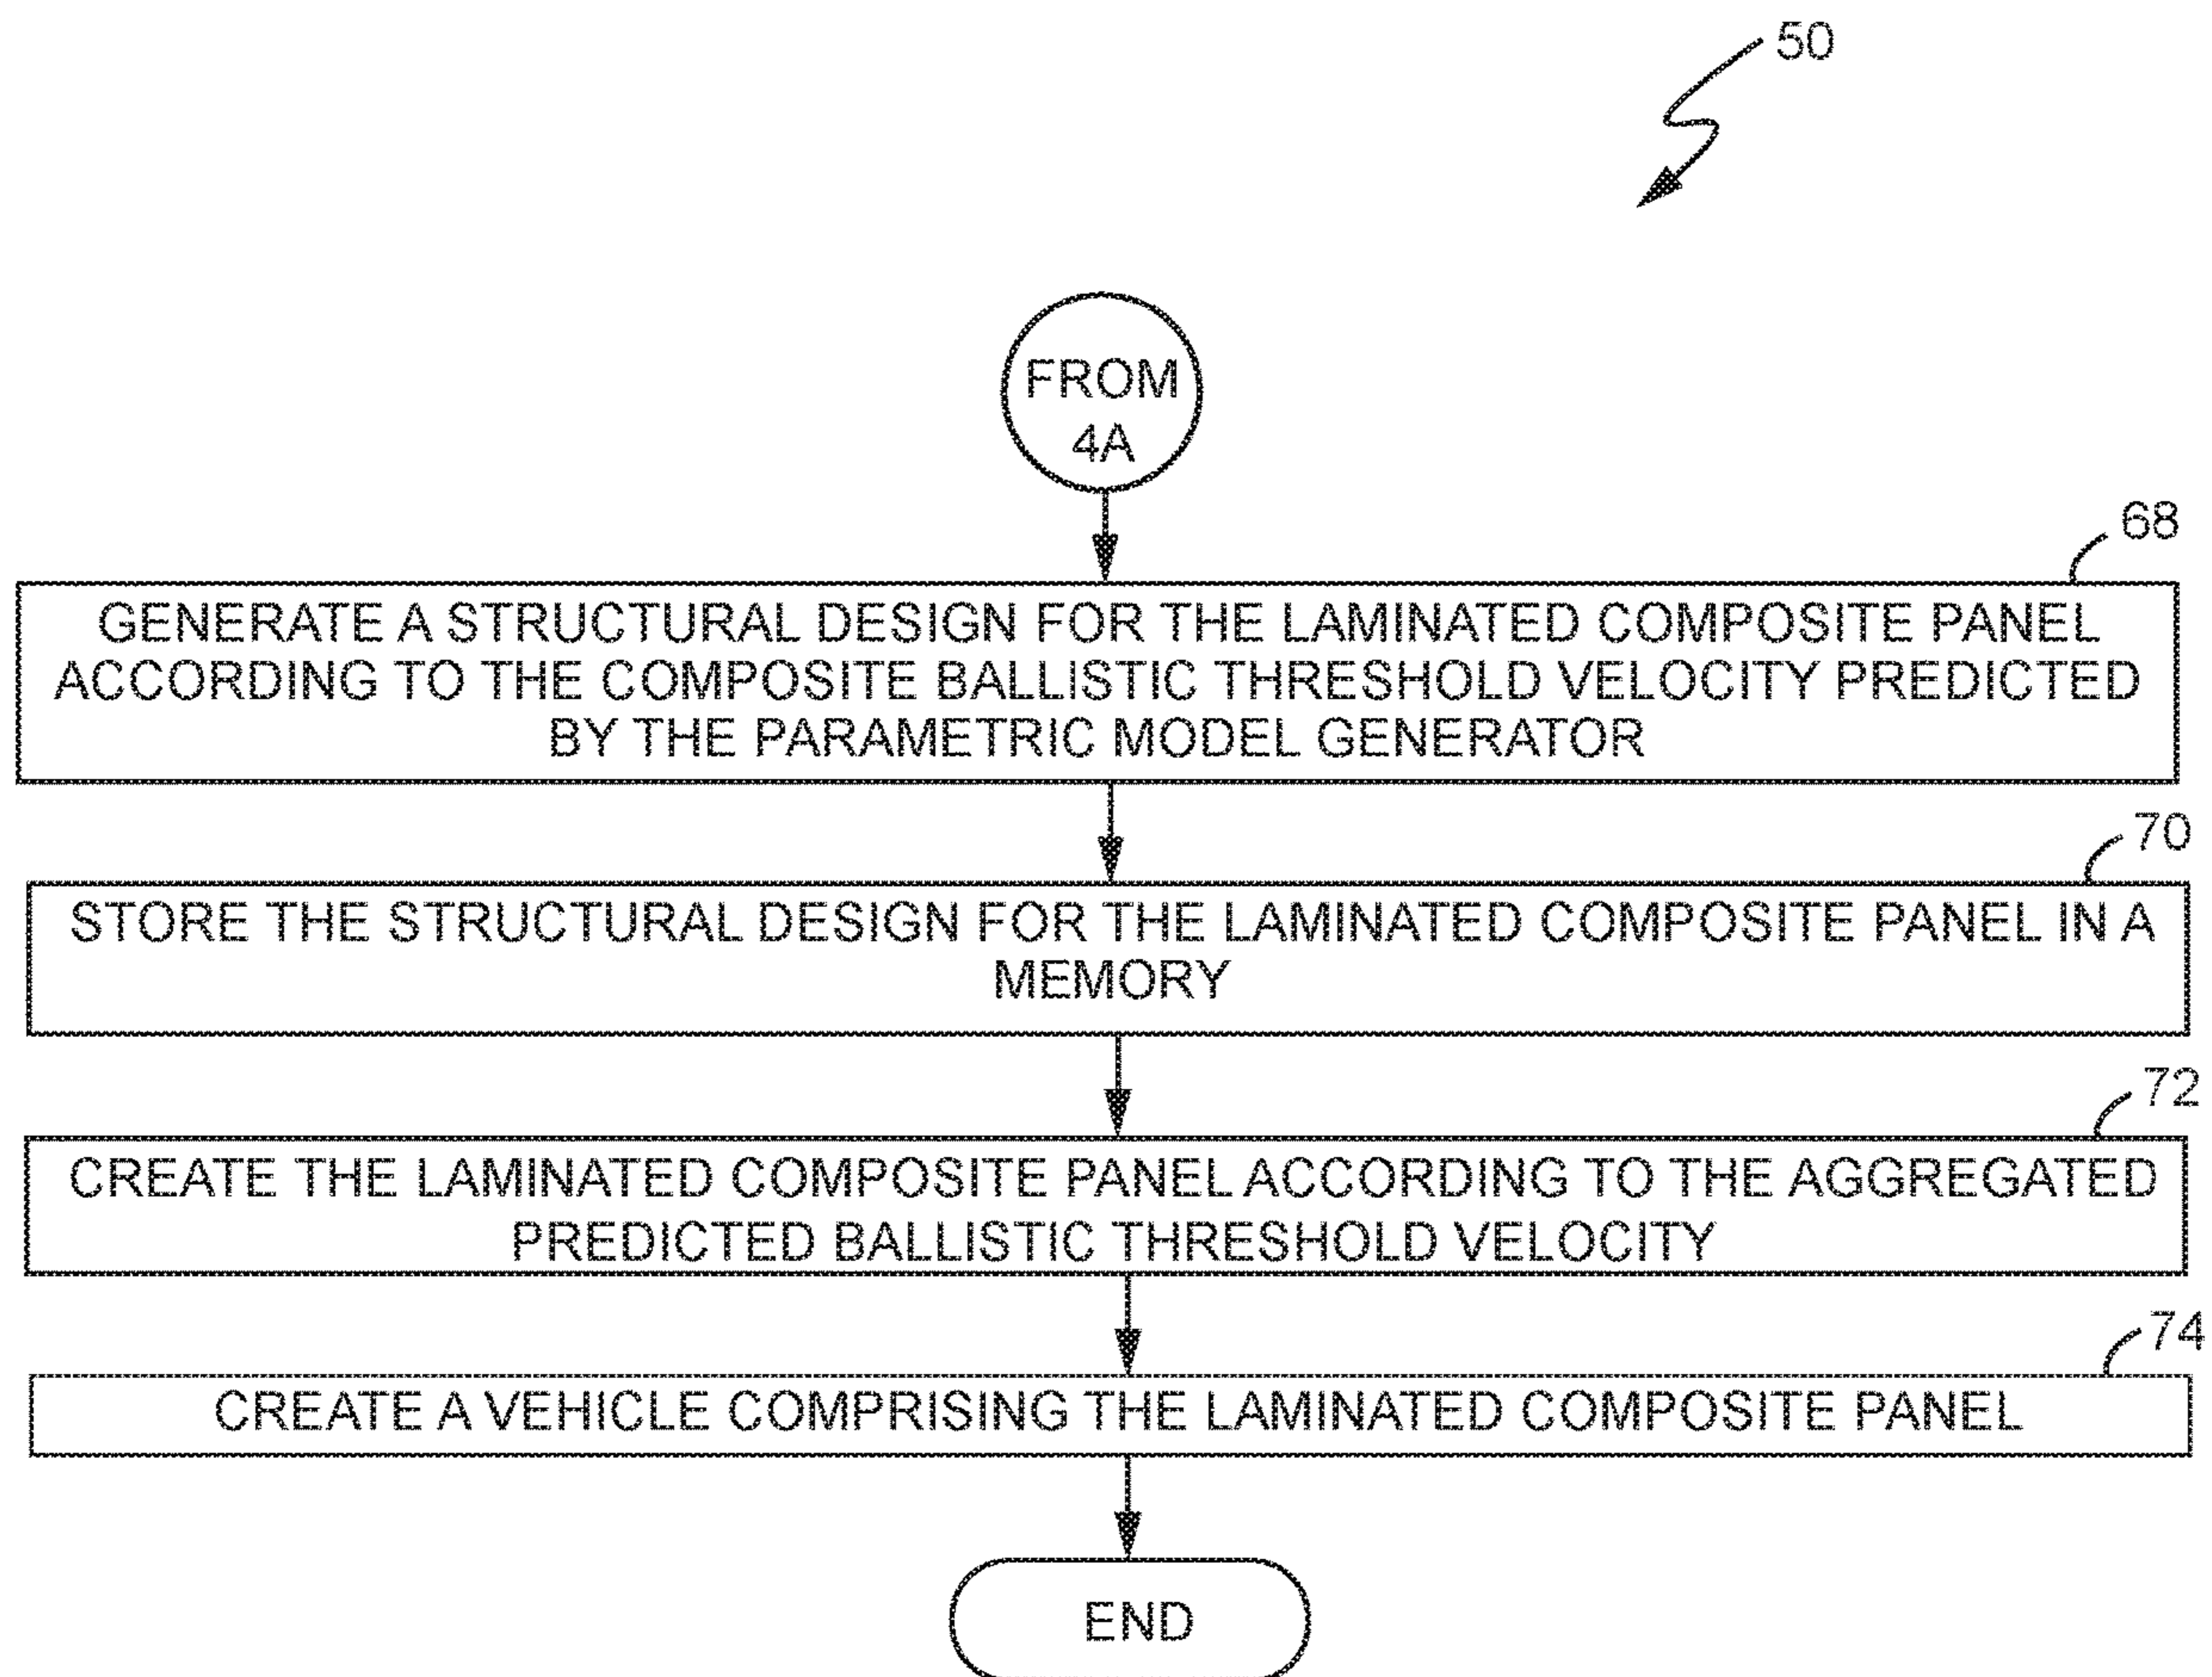 50
FROM
4A
68
GENERATE A STRUCTURAL DESIGN FOR THE LAMINATED COMPOSITE PANEL
ACCORDING TO THE COMPOSITE BALLISTIC THRESHOLD VELOCITY PREDICTED
BY THE PARAMETRIC MODEL GENERATOR
70
STORE THE STRUCTURAL DESIGN FOR THE LAMINATED COMPOSITE PANEL IN A
MEMORY
72
CREATE THE LAMINATED COMPOSITE PANEL ACCORDING TO THE AGGREGATED
PREDICTED BALLISTIC THRESHOLD VELOCITY
74
CREATE A VEHICLE COMPRISING THE LAMINATED COMPOSITE PANEL
END